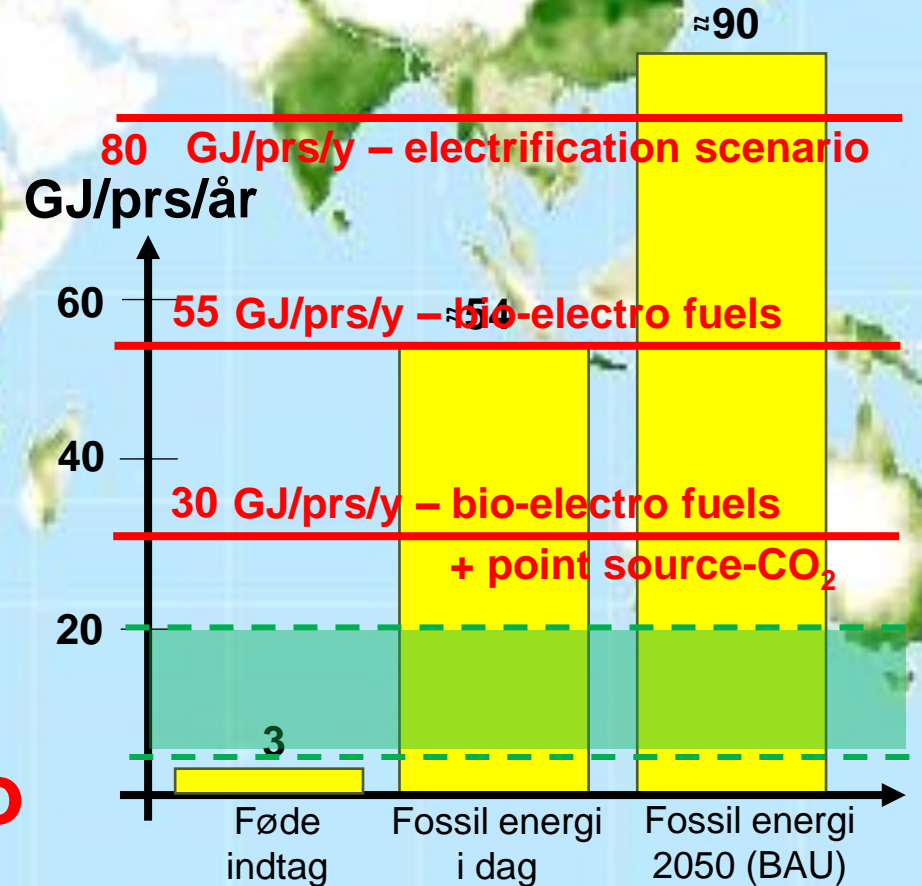 ≈90
80 GJ/prs/y – electrification scenario
GJ/prs/år
60
55 GJ/prs/y – bio-electro fuels
≈54
40
30 GJ/prs/y – bio-electro fuels
+ point source-CO₂
20
3
Føde
indtag
Fossil energi
i dag
Fossil energi
2050 (BAU)